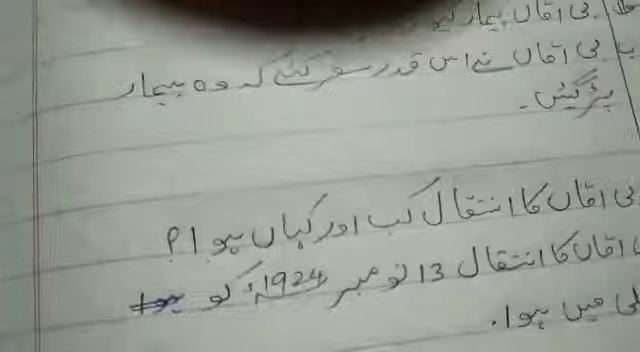 بی اماں بیمار
بی اماں نے اس قدر سفر کئے کہ وہ بیمار
پڑ گیئں۔
بی اماں کا انتقال کب اور کہاں ہوا؟
اماں کا انتقال 13 نومبر 1924ء کو
میں ہوا.